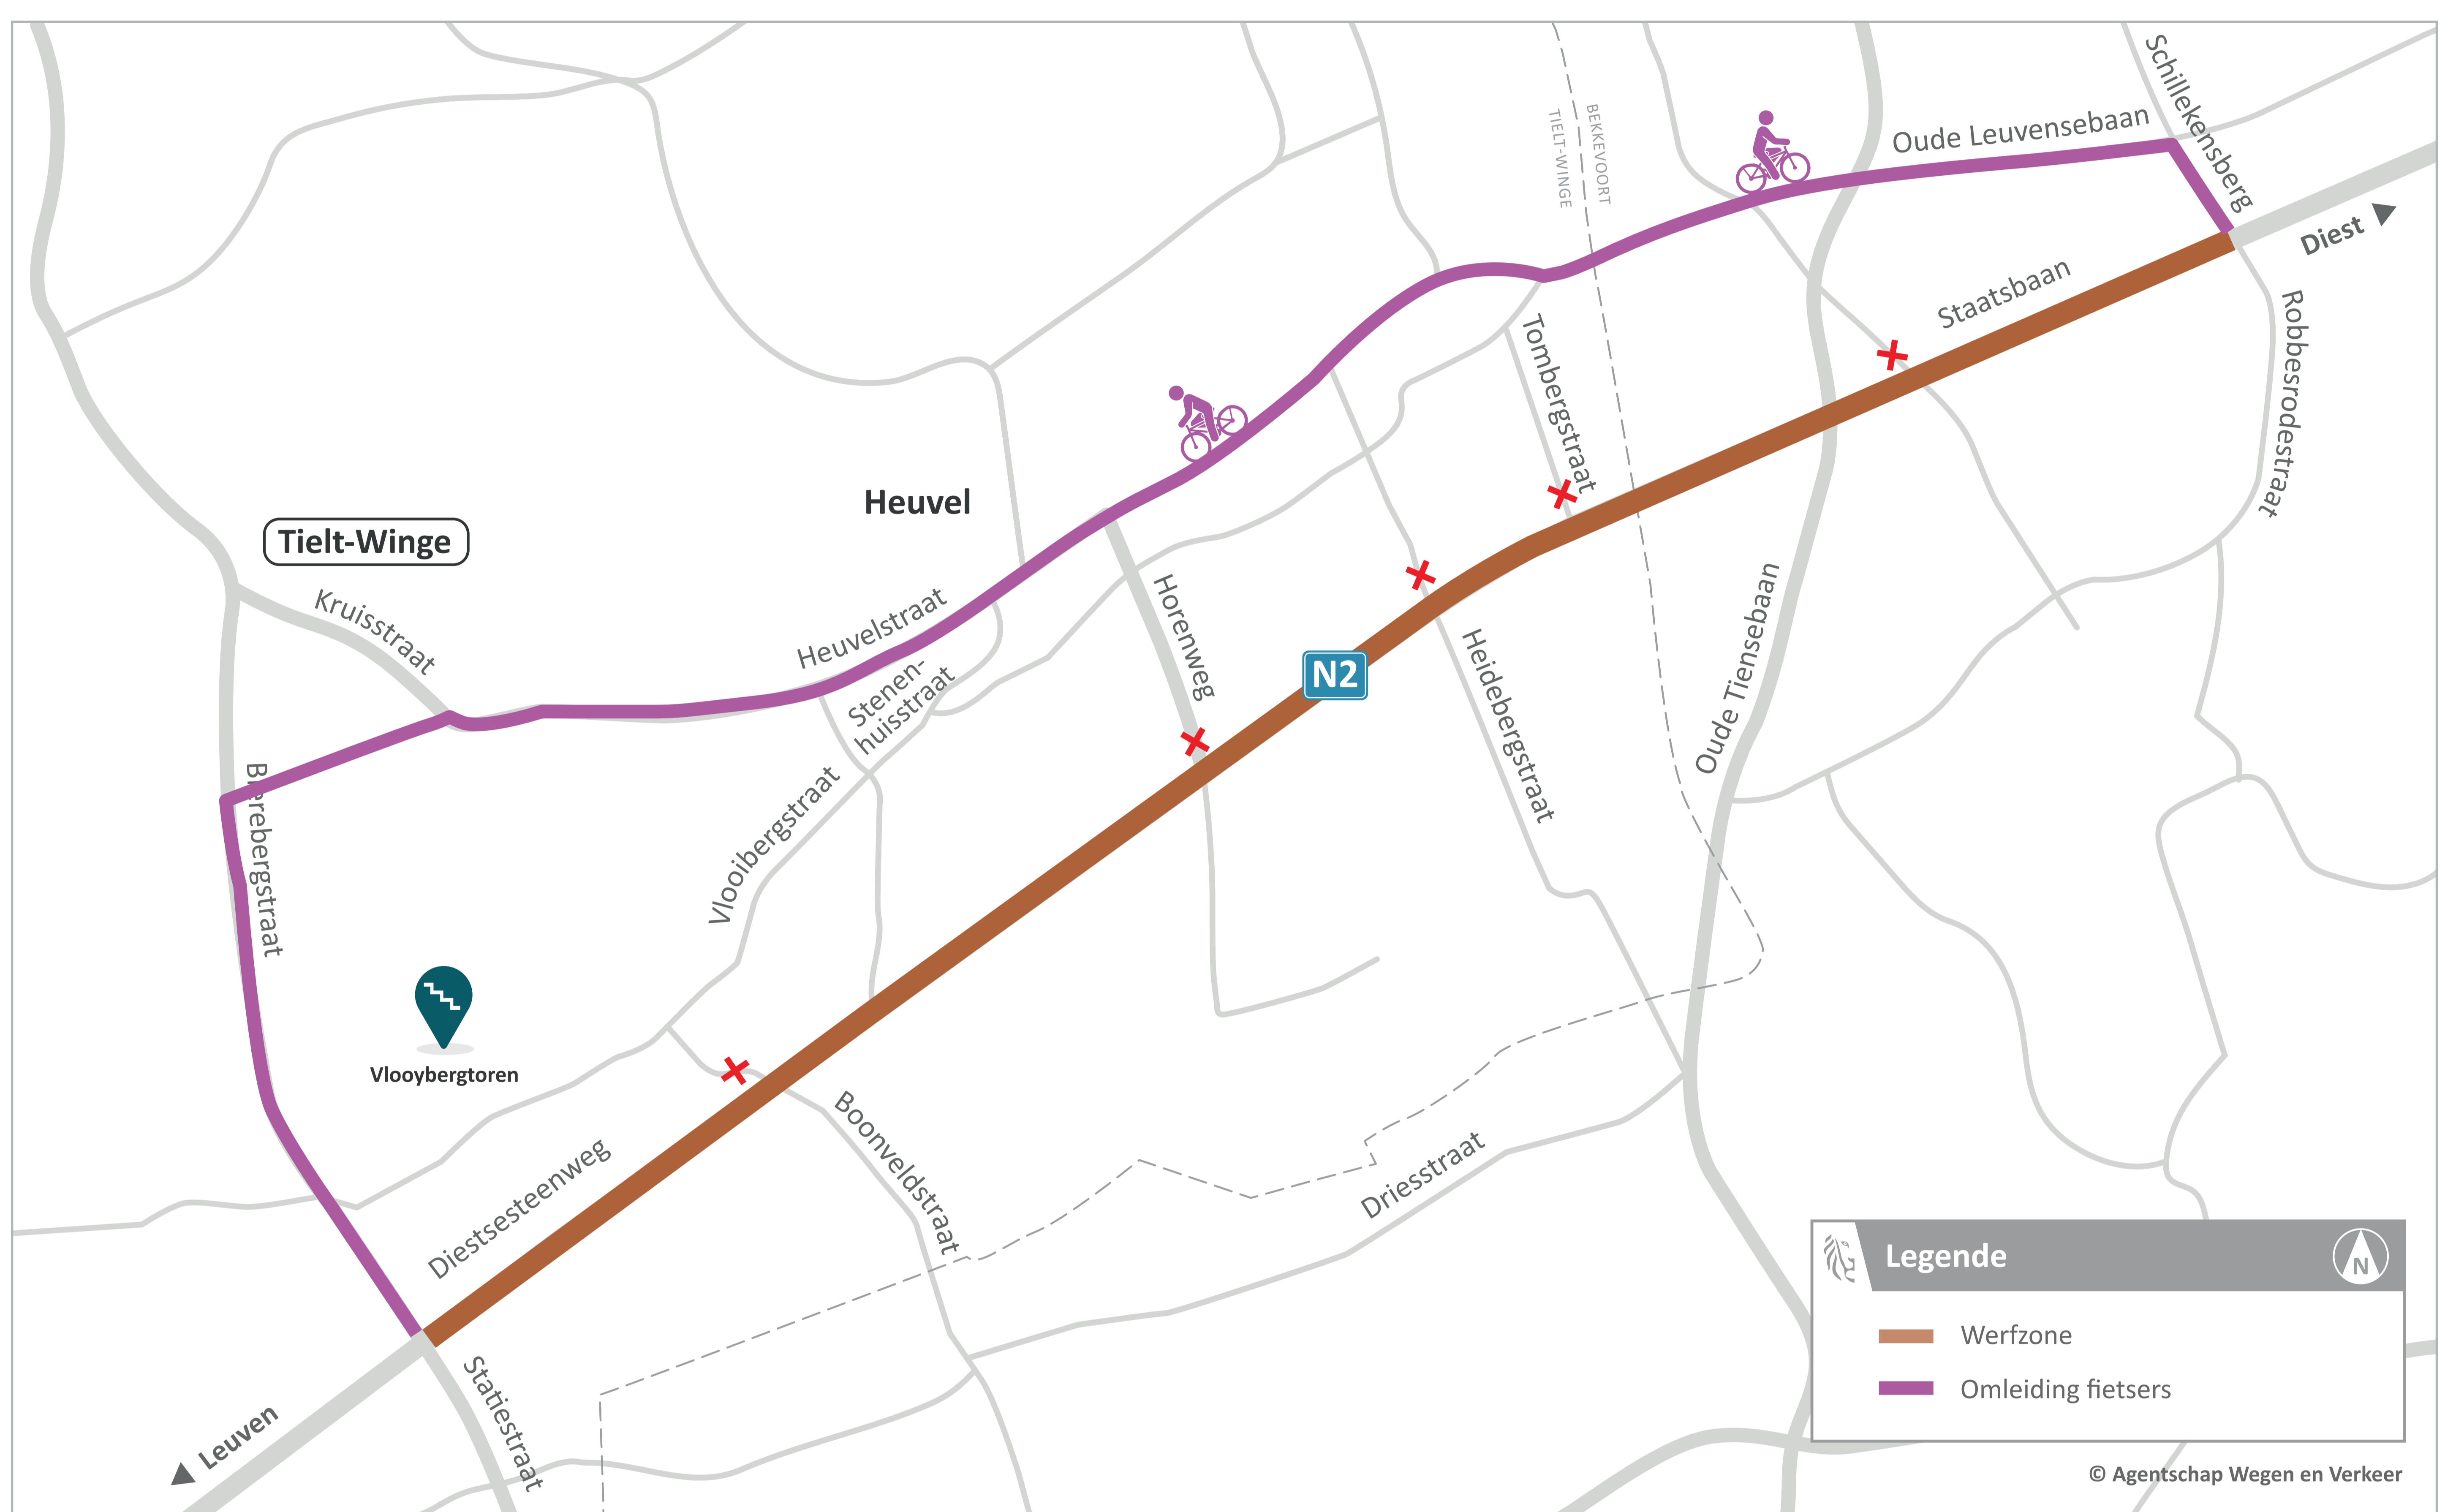 Schillekensberg
Oude Leuvensebaan
BEKKEVOORT
TIELT-WINGE
Diest
Staatsbaan
Robbesrodestraat
Tombergstraat
Heuvel
Tielt-Winge
Kruisstraat
Heuvelstraat
Stenen-
huisstraat
Horenweg
N2
Heidebergstraat
Oude Tiensebaan
Blerebergstraat
Vlooibergstraat
Vlooybergtoren
Diestsesteenweg
Boonveldstraat
Driesstraat
Statiestraat
Leuven
Legende
N
Werfzone
Omleiding fietsers
© Agentschap Wegen en Verkeer